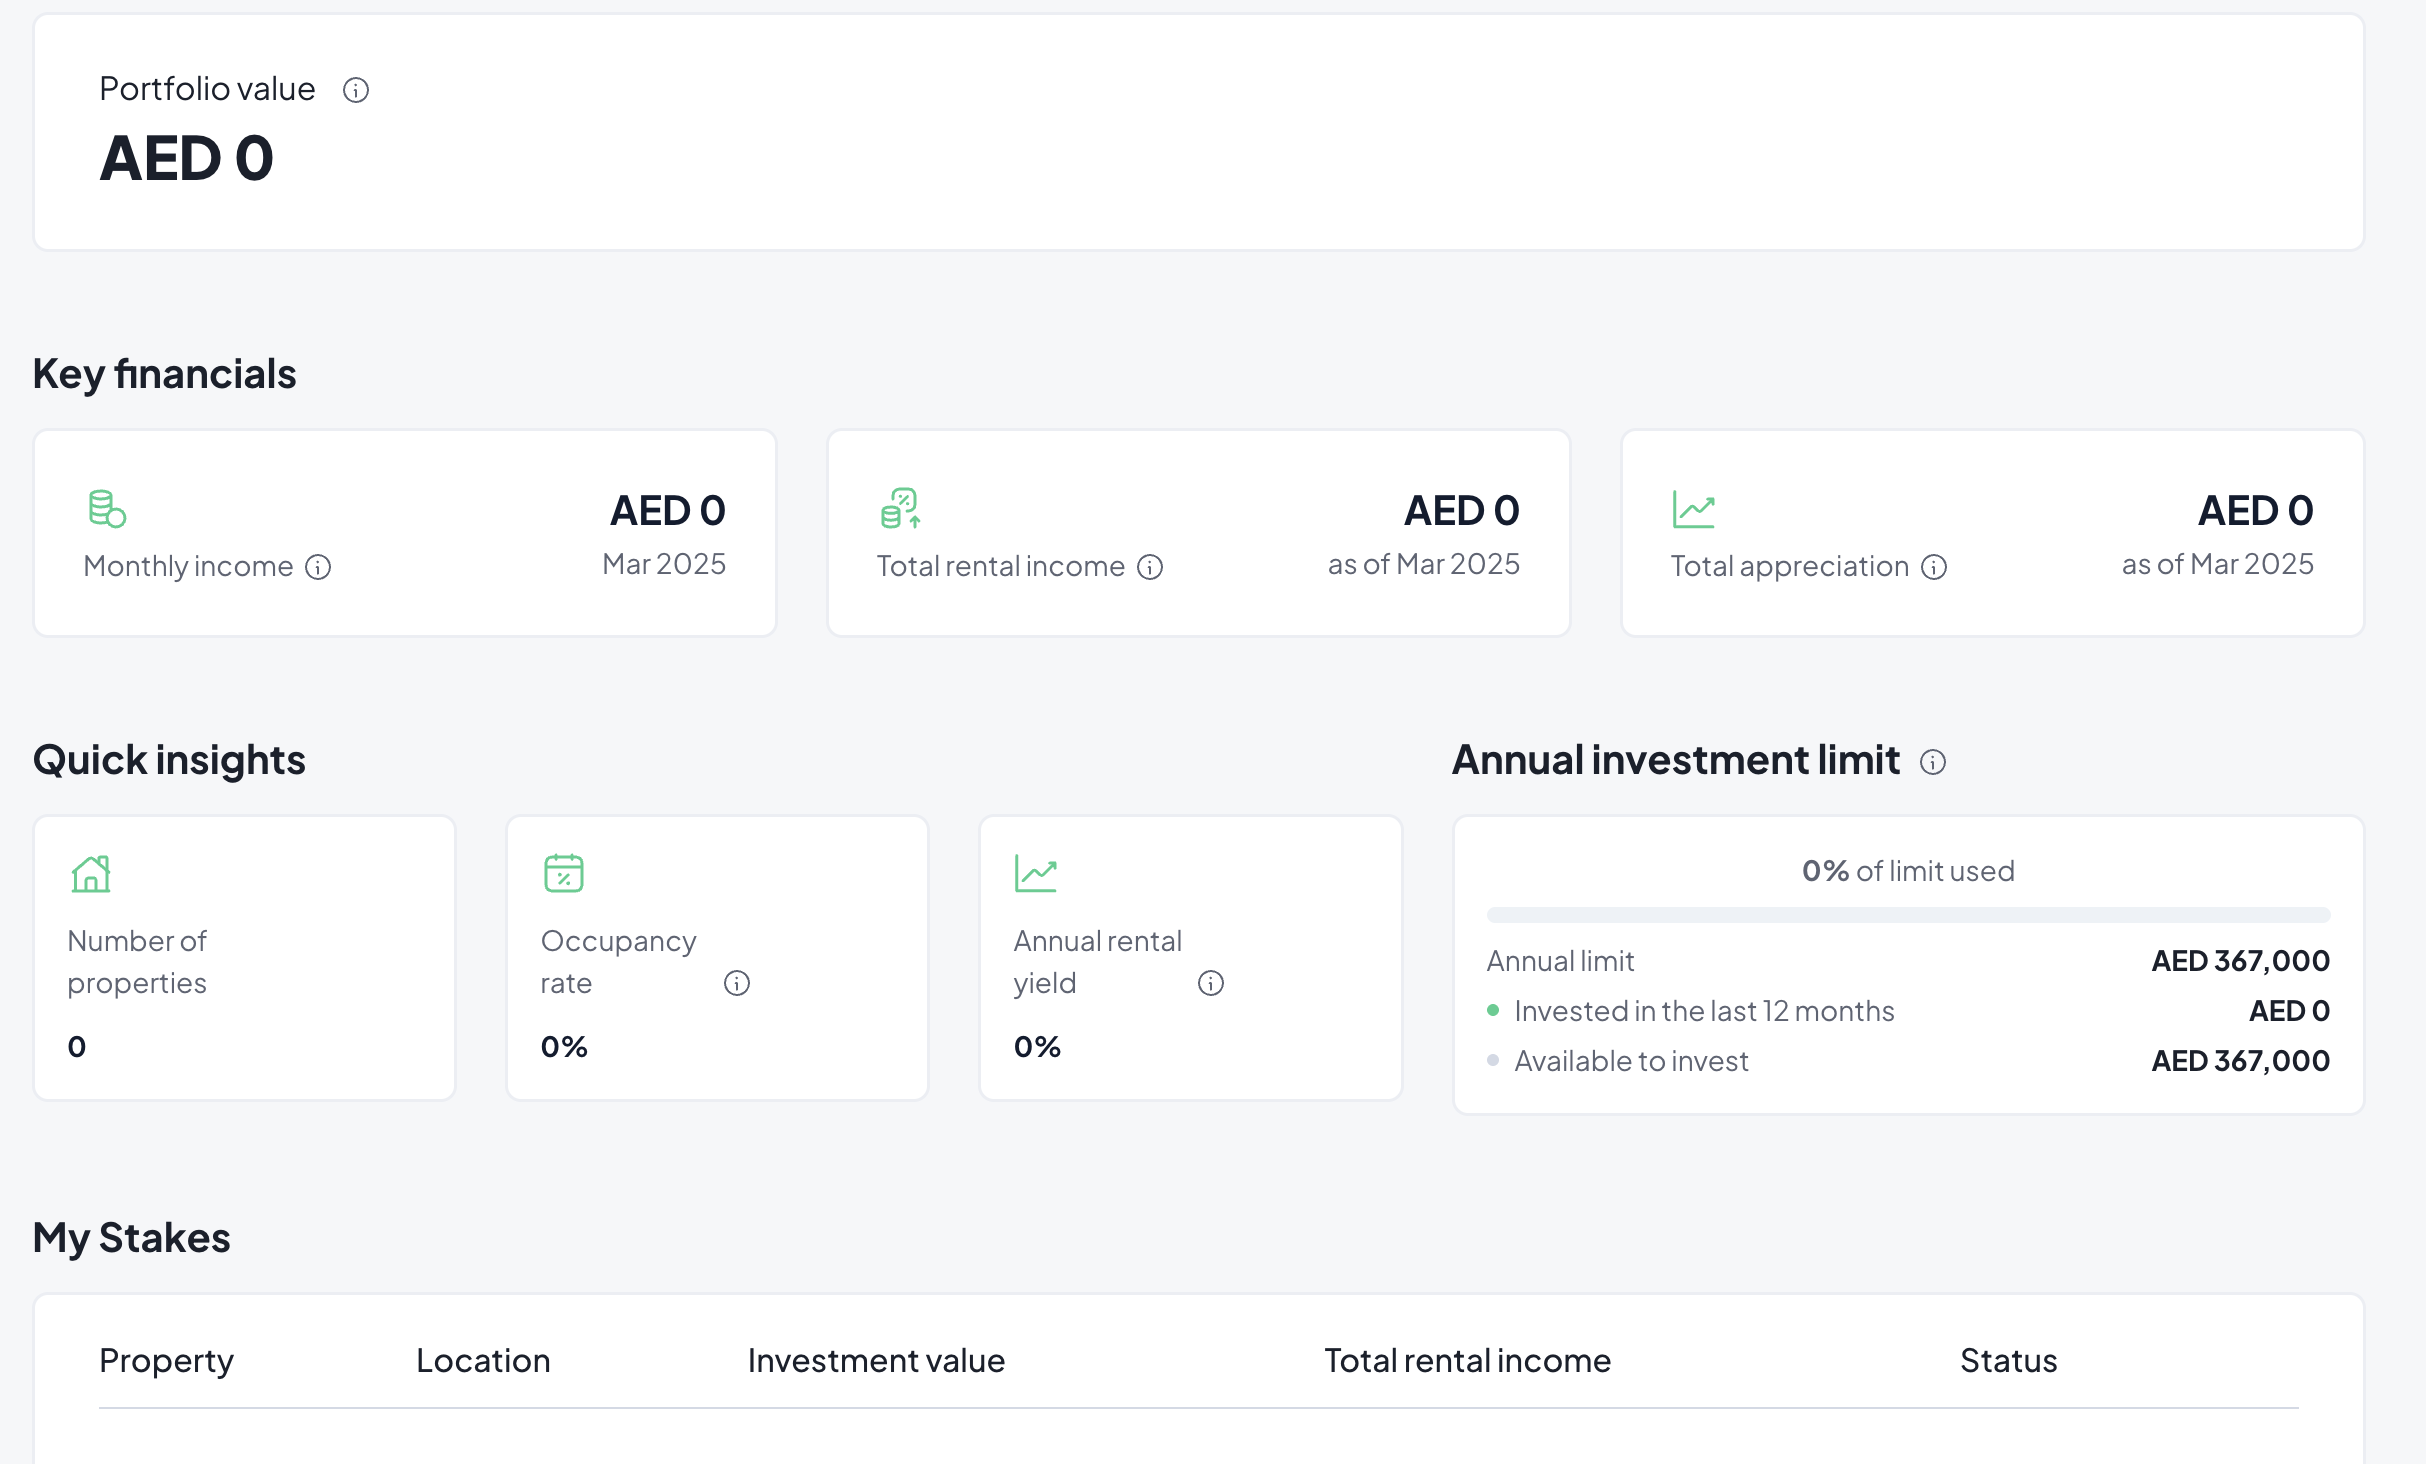 Portfolio value
AED 0
Key financials
Monthly income
AED 0
Mar 2025
Total rental income
AED 0
as of Mar 2025
Total appreciation
AED 0
as of Mar 2025
Quick insights
Number of
properties
0
Occupancy
rate
0%
Annual rental
yield
0%
Annual investment limit
0% of limit used
Annual limit AED 367,000
Invested in the last 12 months AED 0
Available to invest AED 367,000
My Stakes
Property Location Investment value Total rental income Status